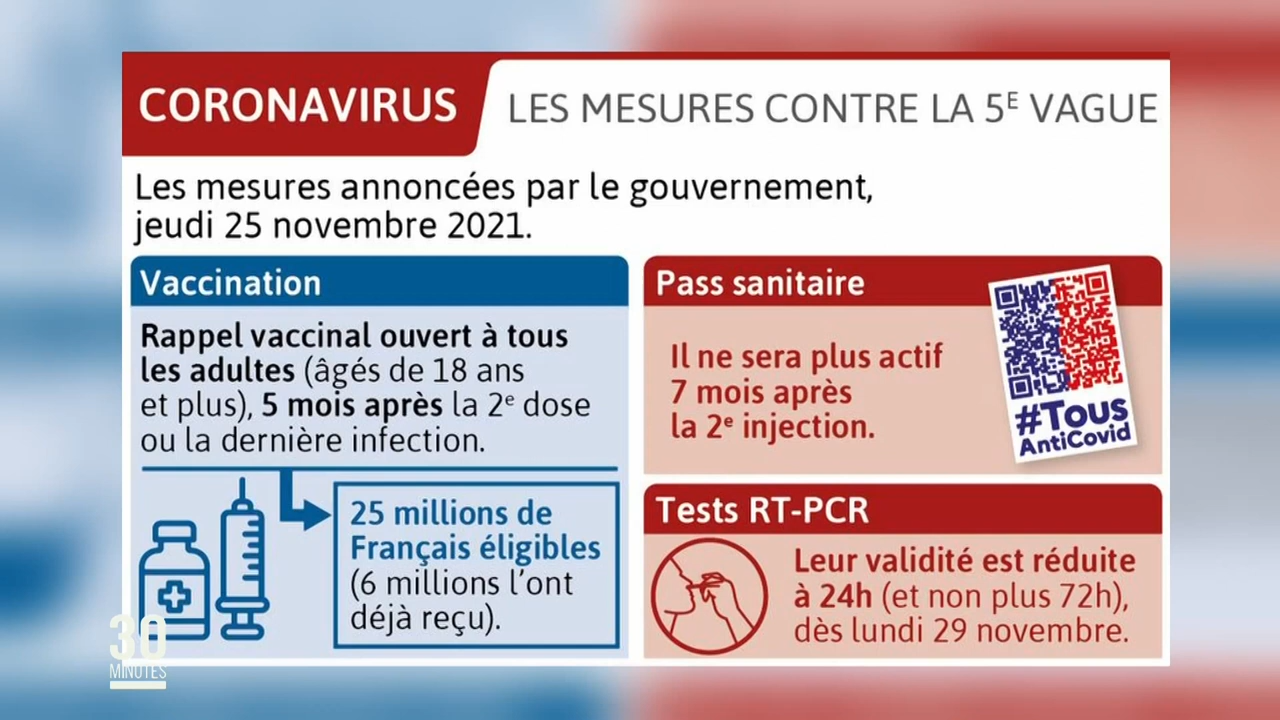 CORONAVIRUS
LES MESURES CONTRE LA 5E VAGUE
Les mesures annoncées par le gouvernement,
jeudi 25 novembre 2021.
Vaccination
Rappel vaccinal ouvert à tous
les adultes (âgés de 18 ans
et plus), 5 mois après la 2e dose
ou la dernière infection.
25 millions de
Français éligibles
(6 millions l'ont
déjà reçu).
Pass sanitaire
Il ne sera plus actif
7 mois après
la 2e injection.
#Tous
AntiCovid
Tests RT-PCR
Leur validité est réduite
à 24h (et non plus 72h),
dès lundi 29 novembre.
30
MINUTES